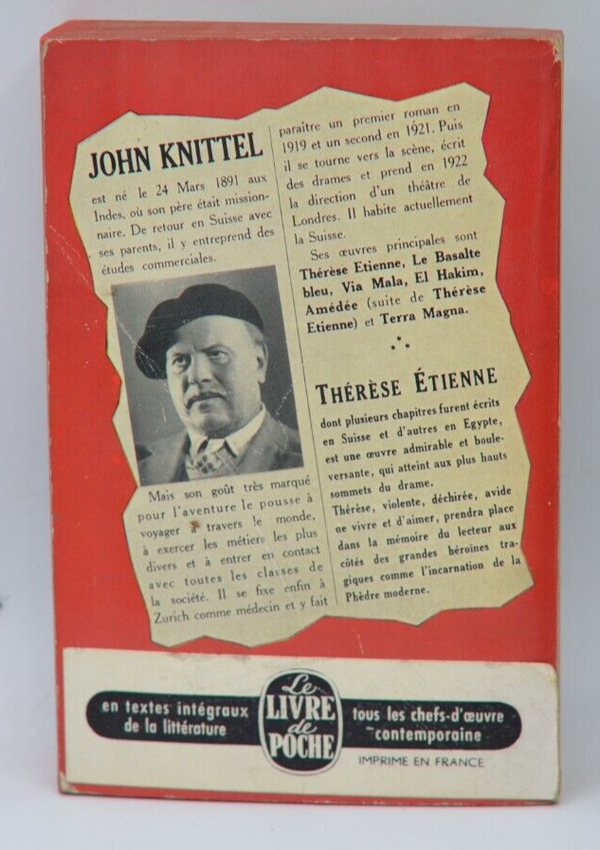 JOHN KNITTEL
est né le 24 Mars 1891 aux
Indes, où son père était mission-
naire. De retour en Suisse avec
ses parents, il y entreprend des
études commerciales.
Mais son goût très marqué
pour l'aventure le pousse à
voyager à travers le monde,
à exercer les métiers les plus
divers et à entrer en contact
avec toutes les classes de
la société. Il se fixe enfin à
Zurich comme médecin et y fait
paraître un premier roman en
1919 et un second en 1921. Puis
il se tourne vers la scène, écrit
des drames et prend en 1922
la direction d'un théâtre de
Londres. Il habite actuellement
la Suisse.
Ses œuvres principales sont
Thérèse Etienne, Le Basalte
bleu, Via Mala, El Hakim,
Amédée (suite de Thérèse
Etienne) et Terra Magna.
THÉRÈSE ÉTIENNE
dont plusieurs chapitres furent écrits
en Suisse et d'autres en Egypte,
est une œuvre admirable et boule-
versante, qui atteint aux plus hauts
sommets du drame.
Thérèse, violente, déchirée, avide
de vivre et d'aimer, prendra place
dans la mémoire du lecteur aux
côtés des grandes héroïnes tra-
giques comme l'incarnation de la
Phèdre moderne.
en textes intégraux
de la littérature
Le
LIVRE
de
POCHE
tous les chefs-d'œuvre
contemporaine
IMPRIMÉ EN FRANCE